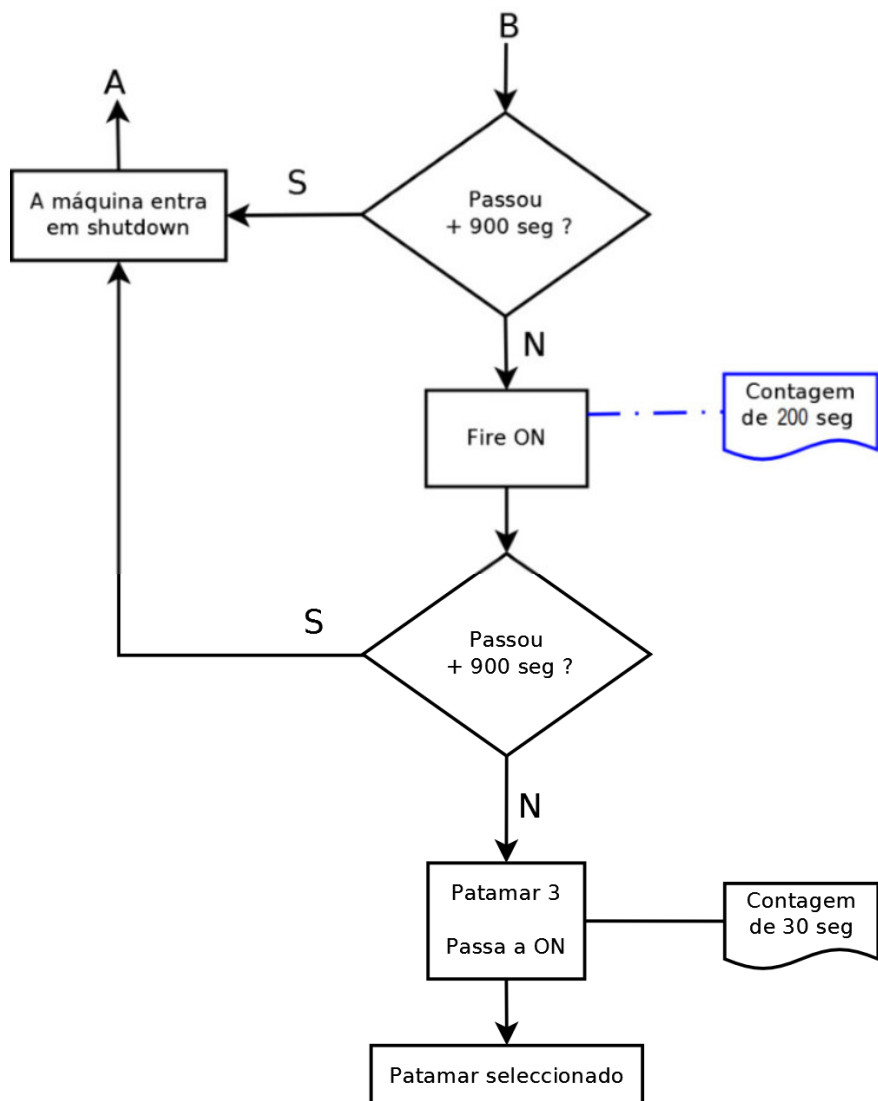 B
A
S
Passou
+ 900 seg ?
A máquina entra
em shutdown
N
Fire ON
Contagem
de 200 seg
S
Passou
+ 900 seg ?
N
Patamar 3
Passa a ON
Contagem
de 30 seg
Patamar seleccionado